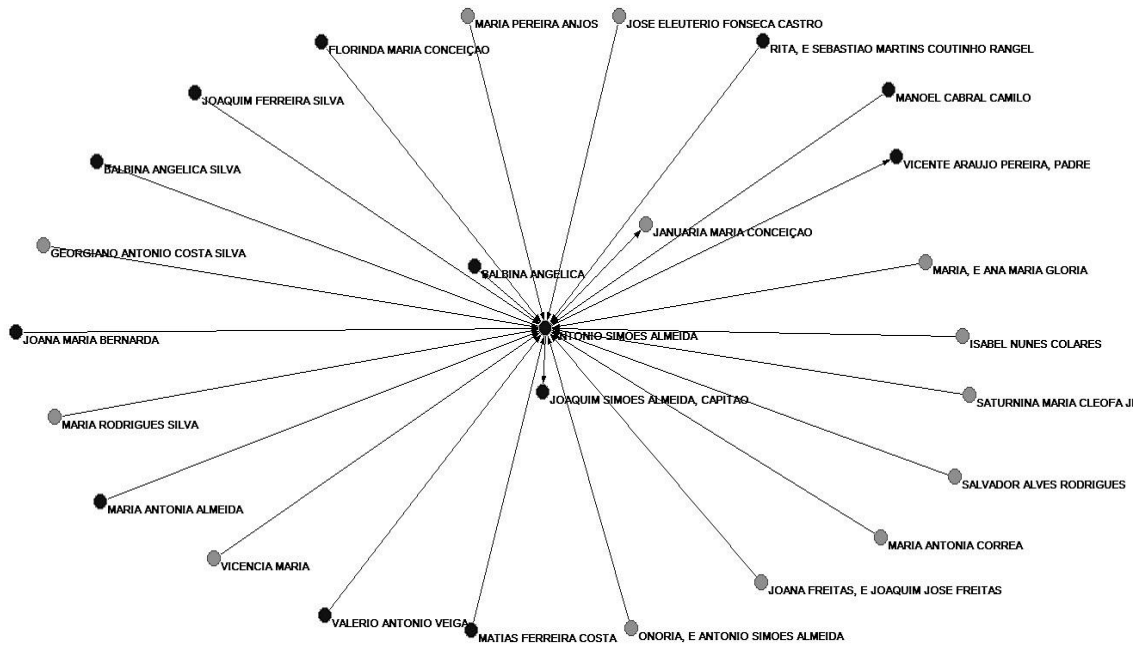 MARIA PEREIRA ANJOS
JOSE ELEUTERIO FONSECA CASTRO
FLORINDA MARIA CONCEIÇAO
RITA, E SEBASTIAO MARTINS COUTINHO RANGEL
JOAQUIM FERREIRA SILVA
MANOEL CABRAL CAMILO
BALBINA ANGELICA SILVA
VICENTE ARAUJO PEREIRA, PADRE
JANUARIA MARIA CONCEIÇAO
GEORGIANO ANTONIO COSTA SILVA
BALBINA ANGELICA
MARIA, E ANA MARIA GLORIA
JOANA MARIA BERNARDA
ANTONIO SIMOES ALMEIDA
ISABEL NUNES COLARES
JOAQUIM SIMOES ALMEIDA, CAPITAO
SATURNINA MARIA CLEOFA
MARIA RODRIGUES SILVA
SALVADOR ALVES RODRIGUES
MARIA ANTONIA ALMEIDA
MARIA ANTONIA CORREA
VICENCIA MARIA
JOANA FREITAS, E JOAQUIM JOSE FREITAS
VALERIO ANTONIO VEIGA
MATIAS FERREIRA COSTA
ONORIA, E ANTONIO SIMOES ALMEIDA